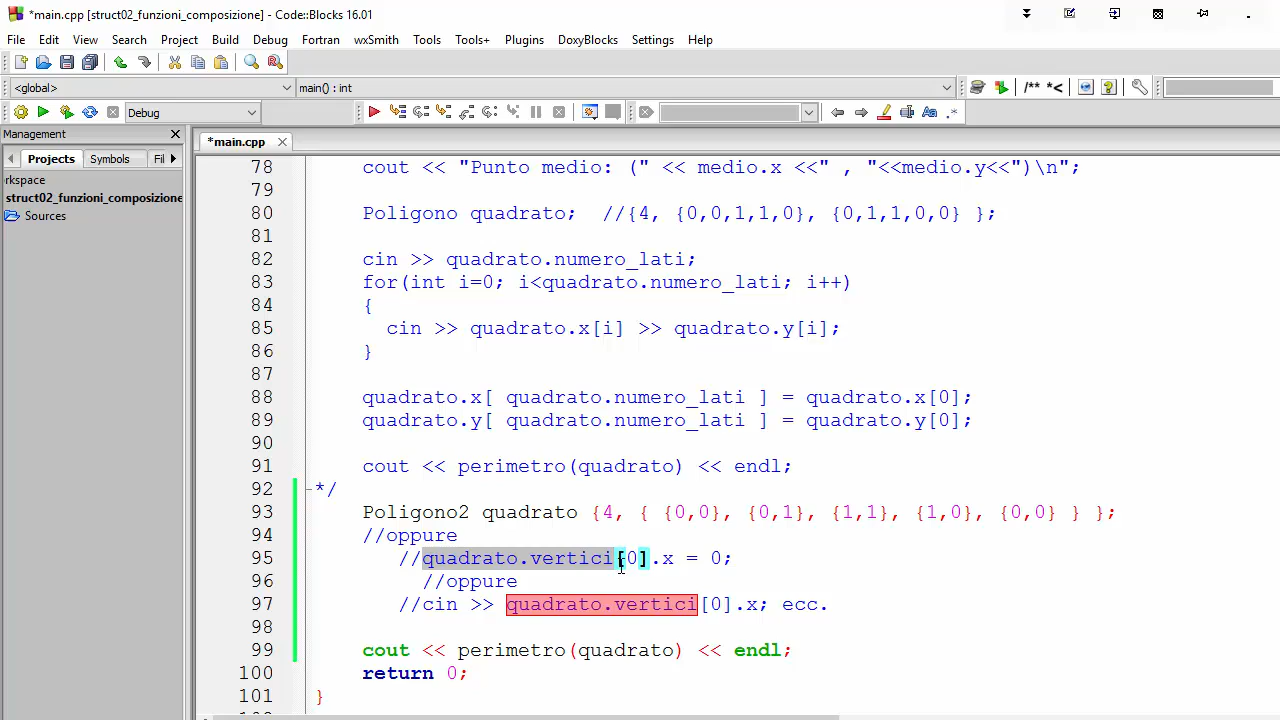 *main.cpp [struct02_funzioni_composizione] - Code::Blocks 16.01
File Edit View Search Project Build Debug Fortran wxSmith Tools Tools+ Plugins DoxyBlocks Settings Help
<global> main() : int /** *<
Debug
Management
*main.cpp
Projects Symbols Fil
rkspace
struct02_funzioni_composizione
Sources
78 cout << "Punto medio: (" << medio.x <<" , "<<medio.y<<")\n";
79
80 Poligono quadrato; //{4, {0,0,1,1,0}, {0,1,1,0,0} };
81
82 cin >> quadrato.numero_lati;
83 for(int i=0; i<quadrato.numero_lati; i++)
84 {
85 cin >> quadrato.x[i] >> quadrato.y[i];
86 }
87
88 quadrato.x[ quadrato.numero_lati ] = quadrato.x[0];
89 quadrato.y[ quadrato.numero_lati ] = quadrato.y[0];
90
91 cout << perimetro(quadrato) << endl;
92 */
93 Poligono2 quadrato {4, { {0,0}, {0,1}, {1,1}, {1,0}, {0,0} } };
94 //oppure
95 //quadrato.vertici[0].x = 0;
96 //oppure
97 //cin >> quadrato.vertici[0].x; ecc.
98
99 cout << perimetro(quadrato) << endl;
100 return 0;
101 }